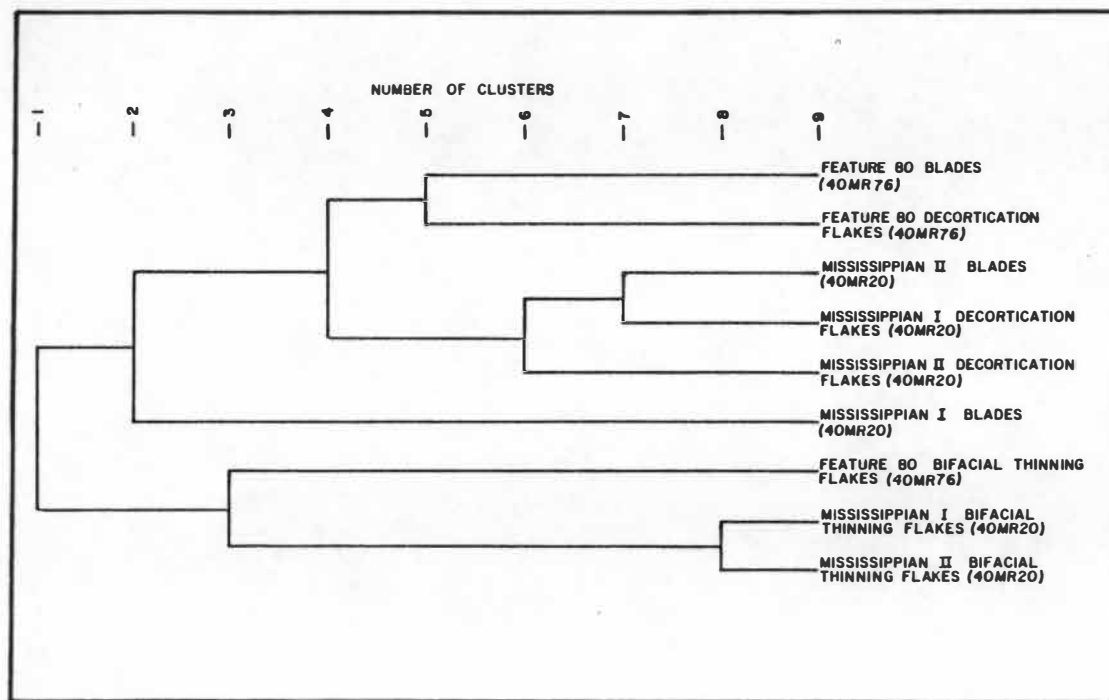 NUMBER OF CLUSTERS
-1 -2 -3 -4 -5 -6 -7 -8 -9
FEATURE 80 BLADES
(40MR76)
FEATURE 80 DECORTICATION
FLAKES (40MR76)
MISSISSIPPIAN II BLADES
(40MR20)
MISSISSIPPIAN I DECORTICATION
FLAKES (40MR20)
MISSISSIPPIAN II DECORTICATION
FLAKES (40MR20)
MISSISSIPPIAN I BLADES
(40MR20)
FEATURE 80 BIFACIAL THINNING
FLAKES (40MR76)
MISSISSIPPIAN I BIFACIAL
THINNING FLAKES (40MR20)
MISSISSIPPIAN II BIFACIAL
THINNING FLAKES (40MR20)